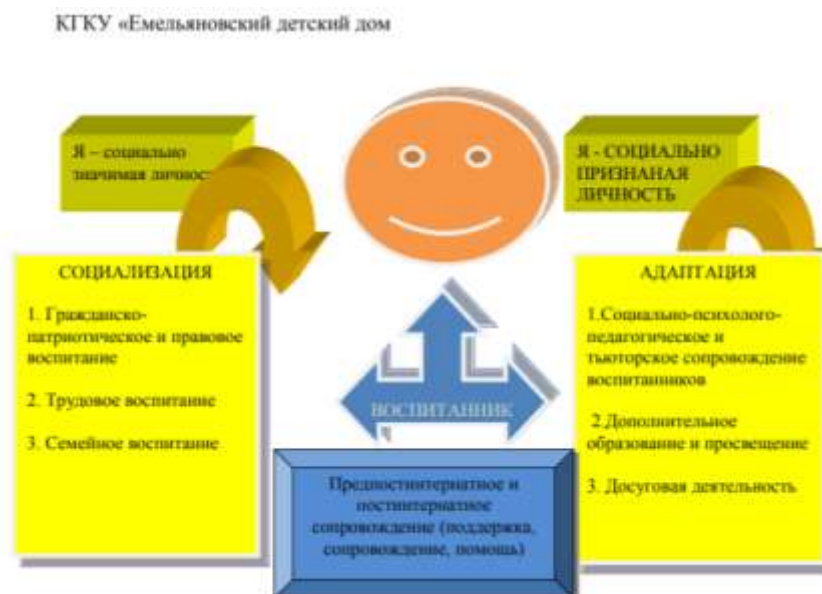 КГКУ «Емельяновский детский дом
Я – социально
значимая личность
Я - СОЦИАЛЬНО
ПРИЗНАНАЯ
ЛИЧНОСТЬ
СОЦИАЛИЗАЦИЯ
1. Гражданско-
патриотическое и правовое
воспитание
2. Трудовое воспитание
3. Семейное воспитание
ВОСПИТАННИК
Предпостинтернатное и
постинтернатное
сопровождение (поддержка,
сопровождение, помошь)
АДАПТАЦИЯ
1.Социально-психолого-
педагогическое и
тьюторское сопровождение
воспитанников
2.Дополнительное
образование и просвещение
3. Досуговая деятельность